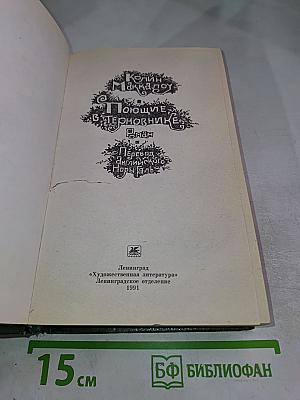 Колин
Маккалоу
Поющие
в терновнике
Роман
Перевод
с английского
Норы Галь
Ленинград
«Художественная литература»
Ленинградское отделение
1991
15 см
БФ БИБЛИОФАН